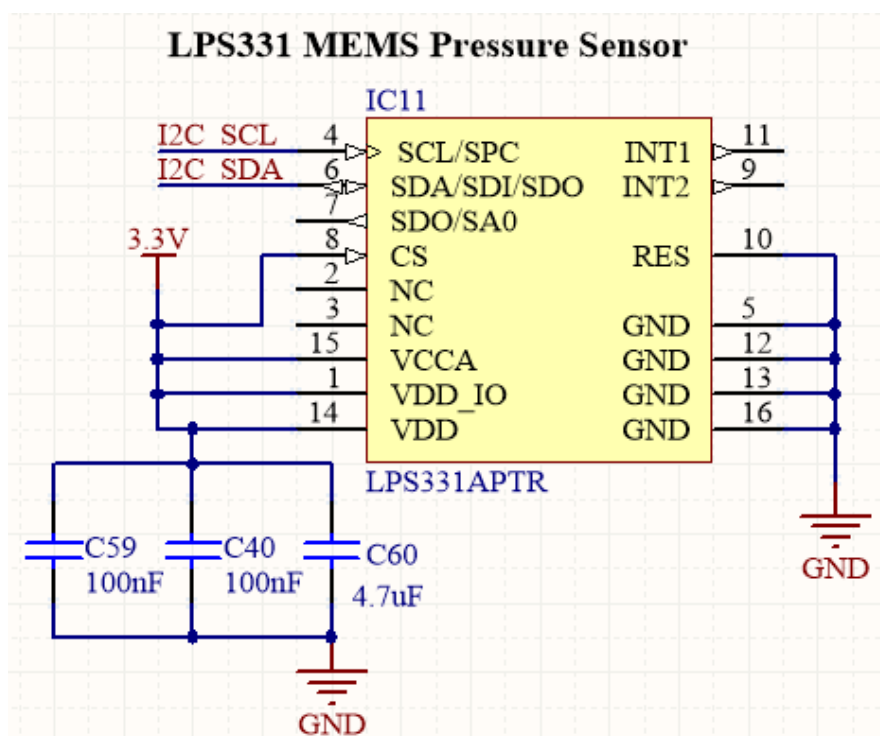 LPS331 MEMS Pressure Sensor
IC11
I2C_SCL 4 SCL/SPC INT1 11
I2C_SDA 6 SDA/SDI/SDO INT2 9
7 SDO/SA0
3.3V 8 CS RES 10
2 NC
3 NC GND 5
15 VCCA GND 12
1 VDD_IO GND 13
14 VDD GND 16
LPS331APTR
C59 C40 C60
100nF 100nF 4.7uF
GND
GND